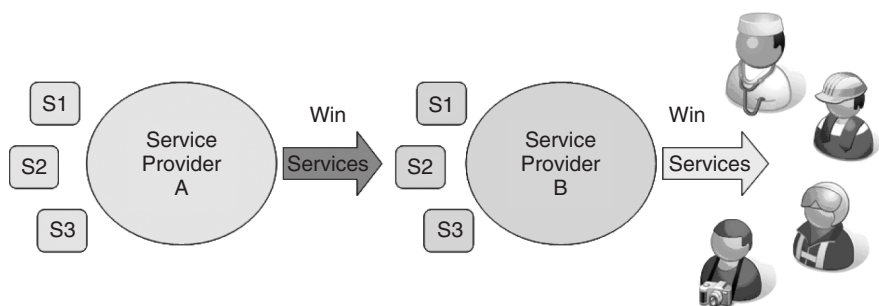 S1
S2
S3
Service
Provider
A
Win
Services
S1
S2
S3
Service
Provider
B
Win
Services